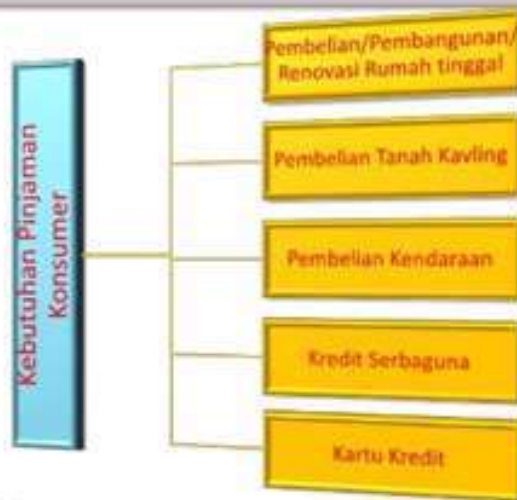 Kebutuhan Pinjaman
Konsumer
Pembelian/Pembangunan/
Renovasi Rumah tinggal
Pembelian Tanah Kavling
Pembelian Kendaraan
Kredit Serbaguna
Kartu Kredit